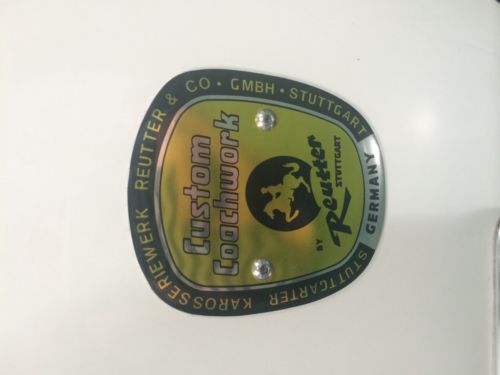 STUTTGARTER KAROSSERIEWERK REUTTER & CO · GMBH · STUTTGART
Custom
Coachwork
BY
Reutter
STUTTGART
GERMANY